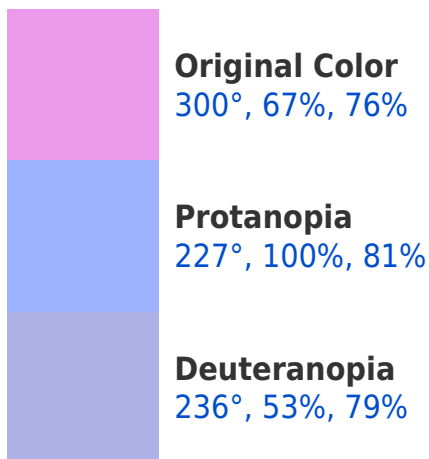 Original Color
300°, 67%, 76%
Protanopia
227°, 100%, 81%
Deuteranopia
236°, 53%, 79%